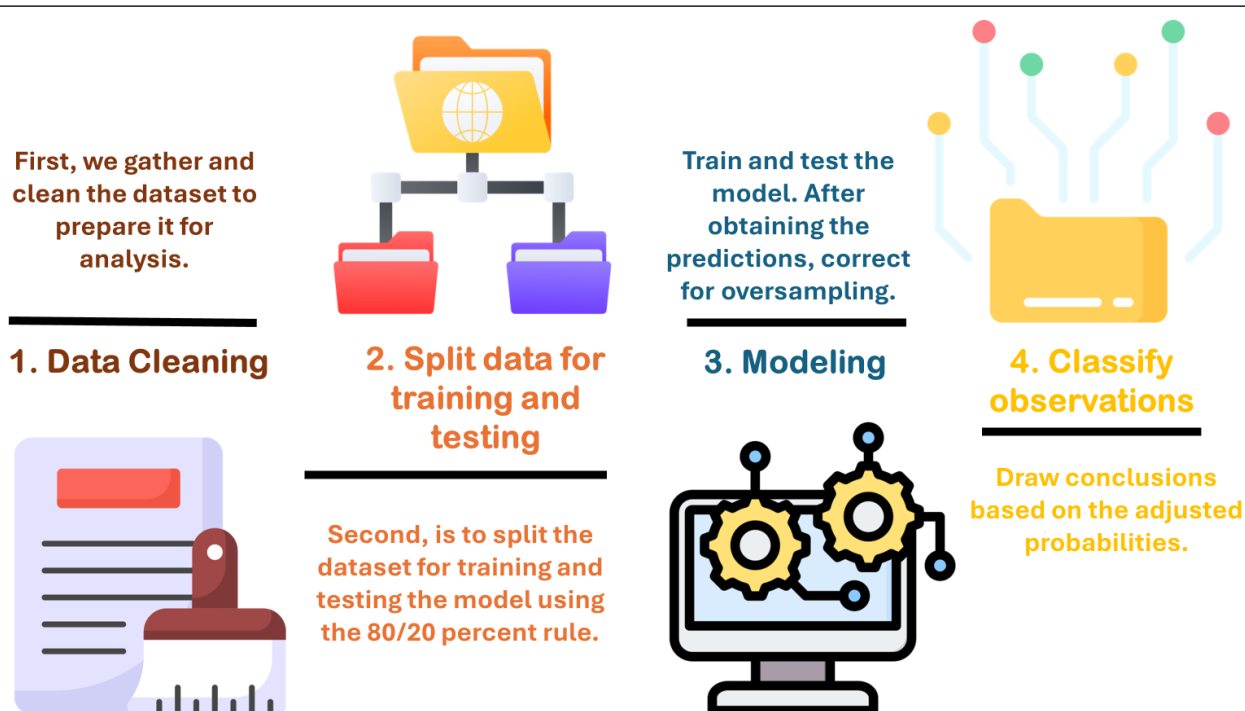 First, we gather and
clean the dataset to
prepare it for
analysis.
1. Data Cleaning
2. Split data for
training and
testing
Second, is to split the
dataset for training and
testing the model using
the 80/20 percent rule.
Train and test the
model. After
obtaining the
predictions, correct
for oversampling.
3. Modeling
4. Classify
observations
Draw conclusions
based on the adjusted
probabilities.